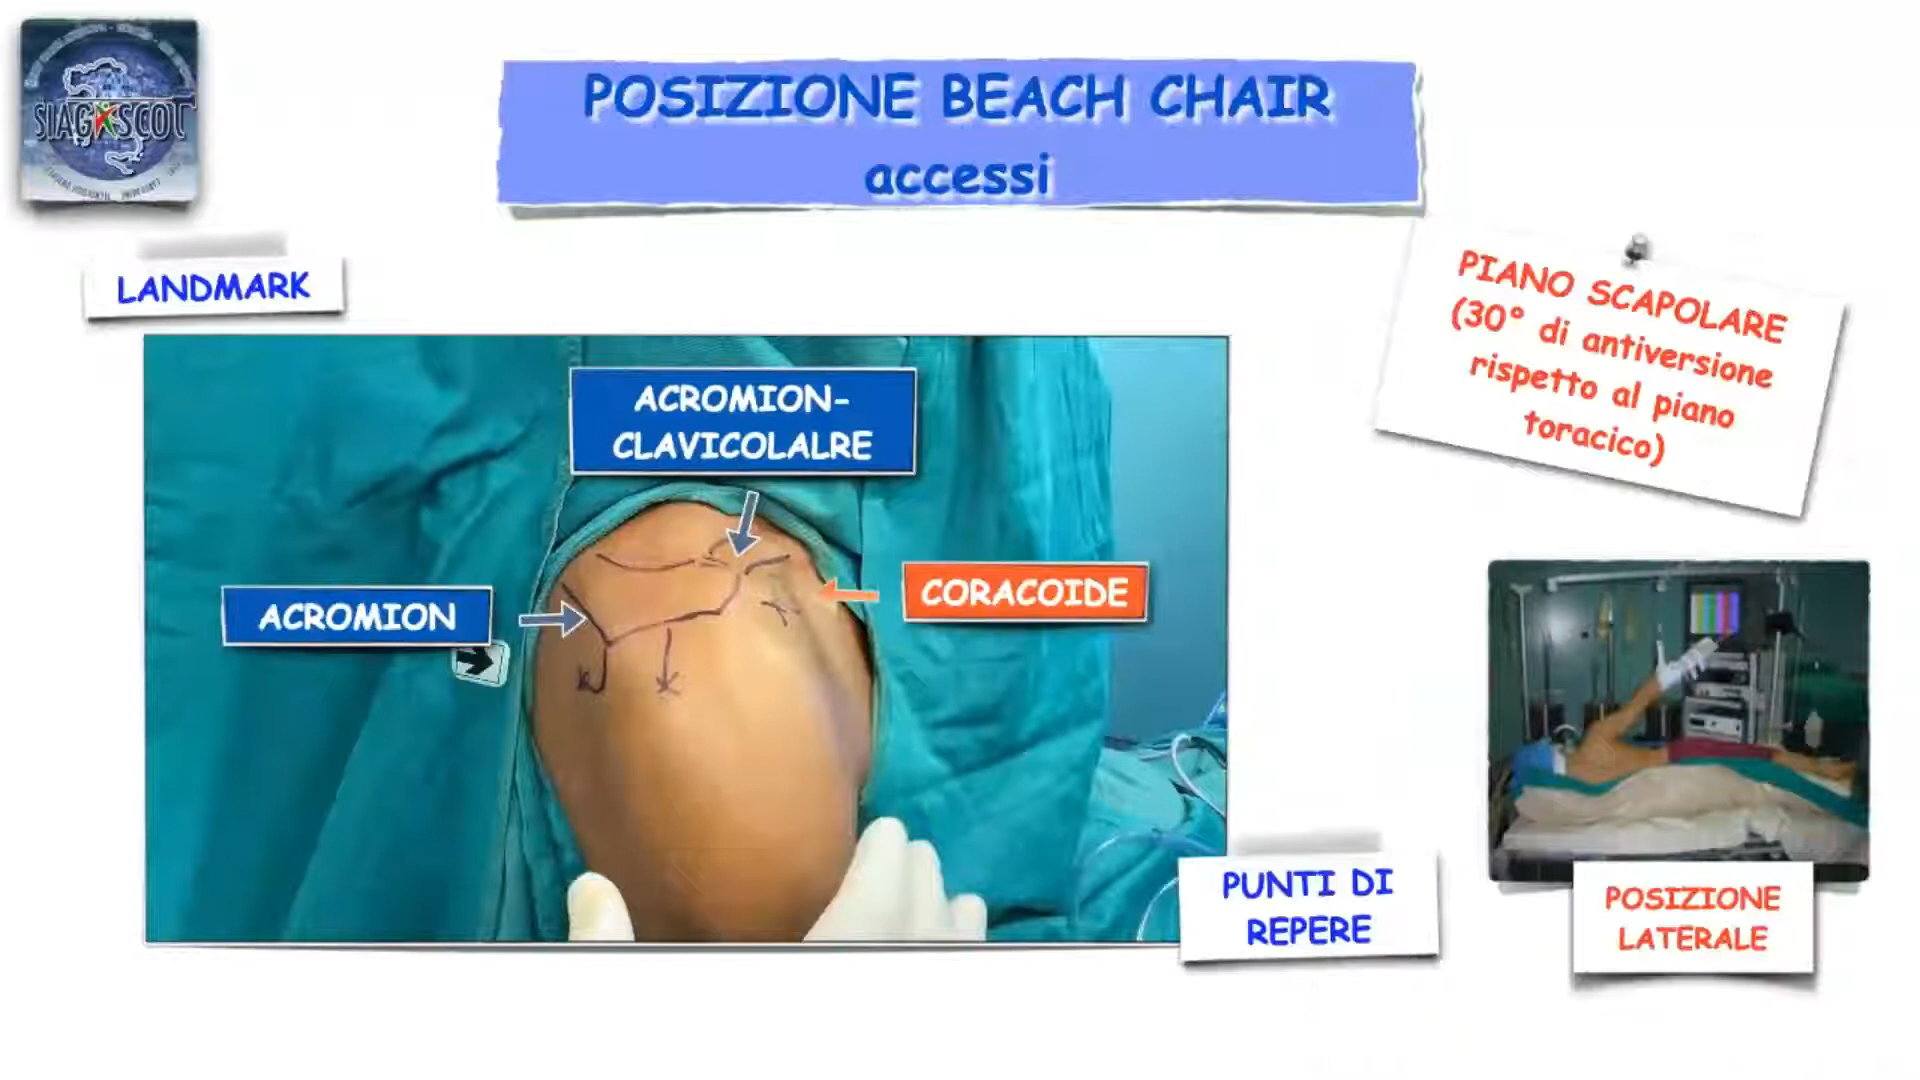 SIAGASCOT
POSIZIONE BEACH CHAIR
accessi
LANDMARK
PIANO SCAPOLARE
(30° di antiversione
rispetto al piano
toracico)
ACROMION-
CLAVICOLALRE
ACROMION
CORACOIDE
PUNTI DI
REPERE
POSIZIONE
LATERALE